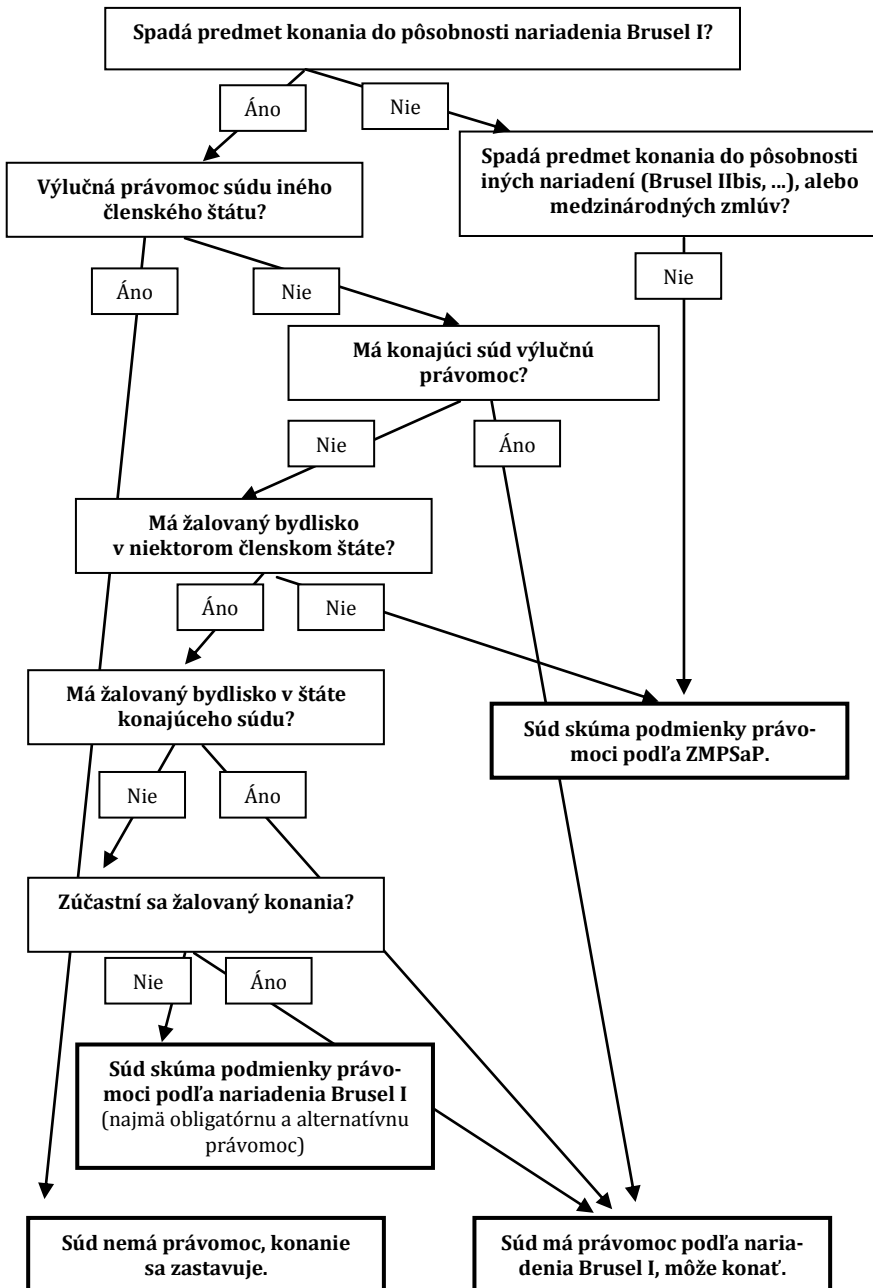 Spadá predmet konania do pôsobnosti nariadenia Brusel I?
Áno
Nie
Spadá predmet konania do pôsobnosti
iných nariadení (Brusel IIbis, ...), alebo
medzinárodných zmlúv?
Výlučná právomoc súdu iného
členského štátu?
Áno
Nie
Nie
Má konajúci súd výlučnú
právomoc?
Nie
Áno
Má žalovaný bydlisko
v niektorom členskom štáte?
Áno
Nie
Má žalovaný bydlisko v štáte
konajúceho súdu?
Súd skúma podmienky právo-
moci podľa ZMPSaP.
Nie
Áno
Zúčastní sa žalovaný konania?
Nie
Áno
Súd skúma podmienky právo-
moci podľa nariadenia Brusel I
(najmä obligatórnu a alternatívnu
právomoc)
Súd nemá právomoc, konanie
sa zastavuje.
Súd má právomoc podľa naria-
denia Brusel I, môže konať.